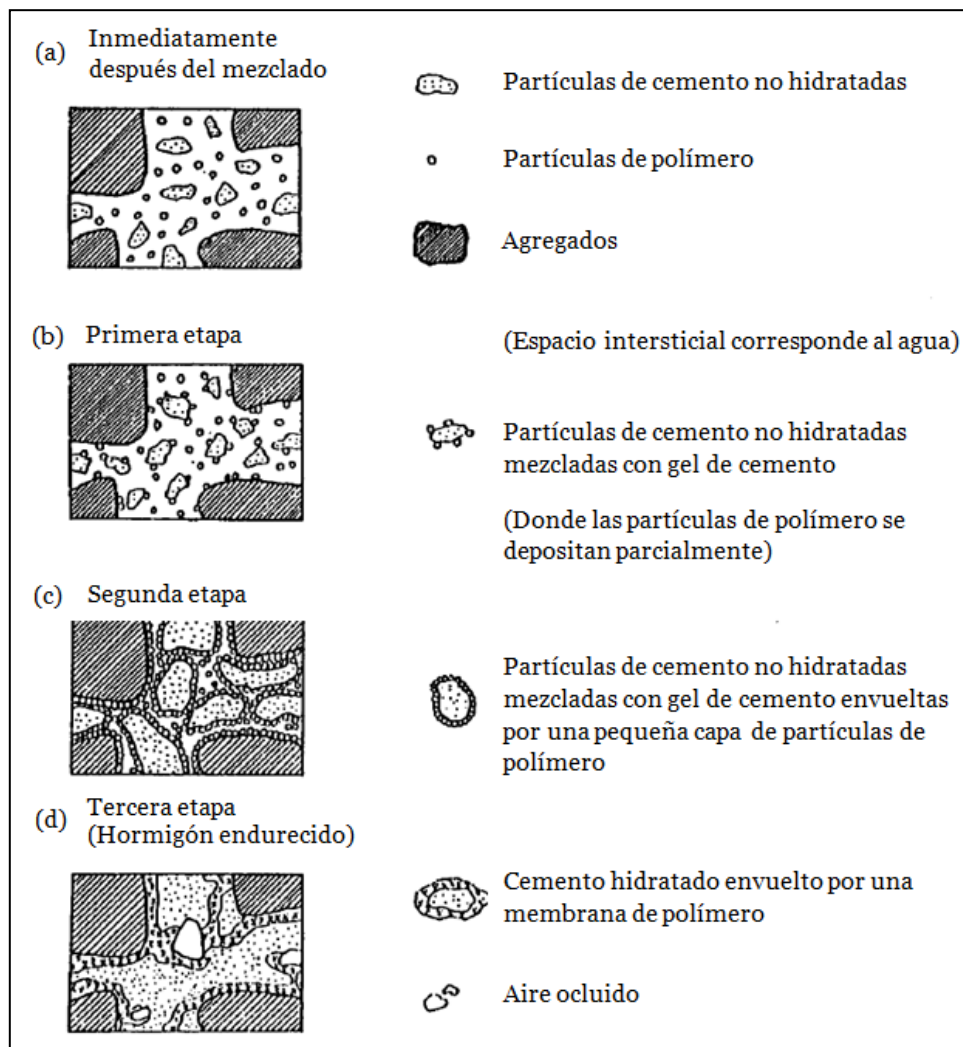 (a) Inmediatamente
después del mezclado
Partículas de cemento no hidratadas
Partículas de polímero
Agregados
(b) Primera etapa
(Espacio intersticial corresponde al agua)
Partículas de cemento no hidratadas
mezcladas con gel de cemento
(Donde las partículas de polímero se
depositan parcialmente)
(c) Segunda etapa
Partículas de cemento no hidratadas
mezcladas con gel de cemento envueltas
por una pequeña capa de partículas de
polímero
(d) Tercera etapa
(Hormigón endurecido)
Cemento hidratado envuelto por una
membrana de polímero
Aire ocluido